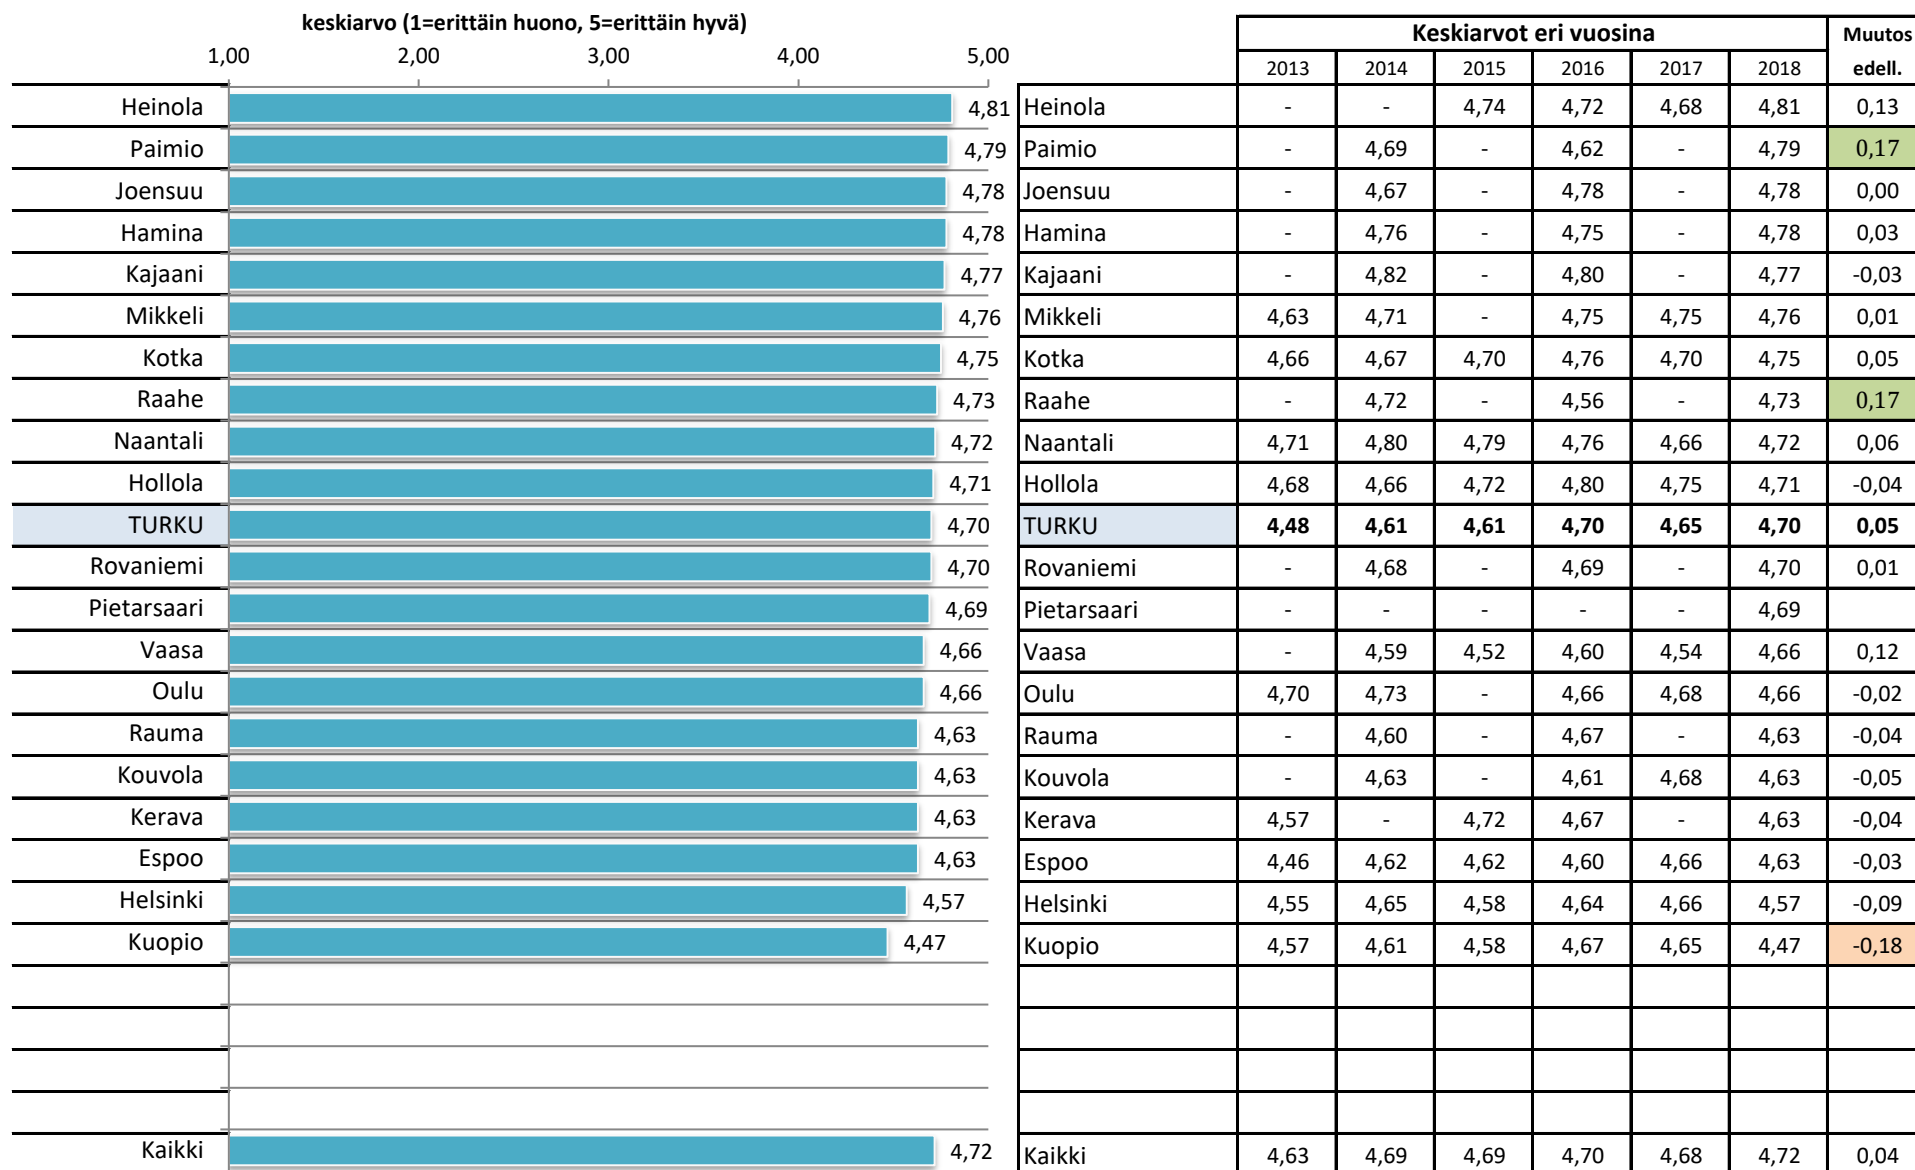 keskiarvo (1=erittäin huono, 5=erittäin hyvä)
1,00 2,00 3,00 4,00 5,00
Heinola 4,81
Paimio 4,79
Joensuu 4,78
Hamina 4,78
Kajaani 4,77
Mikkeli 4,76
Kotka 4,75
Raahe 4,73
Naantali 4,72
Hollola 4,71
TURKU 4,70
Rovaniemi 4,70
Pietarsaari 4,69
Vaasa 4,66
Oulu 4,66
Rauma 4,63
Kouvola 4,63
Kerava 4,63
Espoo 4,63
Helsinki 4,57
Kuopio 4,47
Kaikki 4,72
Keskiarvot eri vuosina Muutos
2013 2014 2015 2016 2017 2018 edell.
Heinola - - 4,74 4,72 4,68 4,81 0,13
Paimio - 4,69 - 4,62 - 4,79 0,17
Joensuu - 4,67 - 4,78 - 4,78 0,00
Hamina - 4,76 - 4,75 - 4,78 0,03
Kajaani - 4,82 - 4,80 - 4,77 -0,03
Mikkeli 4,63 4,71 - 4,75 4,75 4,76 0,01
Kotka 4,66 4,67 4,70 4,76 4,70 4,75 0,05
Raahe - 4,72 - 4,56 - 4,73 0,17
Naantali 4,71 4,80 4,79 4,76 4,66 4,72 0,06
Hollola 4,68 4,66 4,72 4,80 4,75 4,71 -0,04
TURKU 4,48 4,61 4,61 4,70 4,65 4,70 0,05
Rovaniemi - 4,68 - 4,69 - 4,70 0,01
Pietarsaari - - - - - 4,69
Vaasa - 4,59 4,52 4,60 4,54 4,66 0,12
Oulu 4,70 4,73 - 4,66 4,68 4,66 -0,02
Rauma - 4,60 - 4,67 - 4,63 -0,04
Kouvola - 4,63 - 4,61 4,68 4,63 -0,05
Kerava 4,57 - 4,72 4,67 - 4,63 -0,04
Espoo 4,46 4,62 4,62 4,60 4,66 4,63 -0,03
Helsinki 4,55 4,65 4,58 4,64 4,66 4,57 -0,09
Kuopio 4,57 4,61 4,58 4,67 4,65 4,47 -0,18
Kaikki 4,63 4,69 4,69 4,70 4,68 4,72 0,04